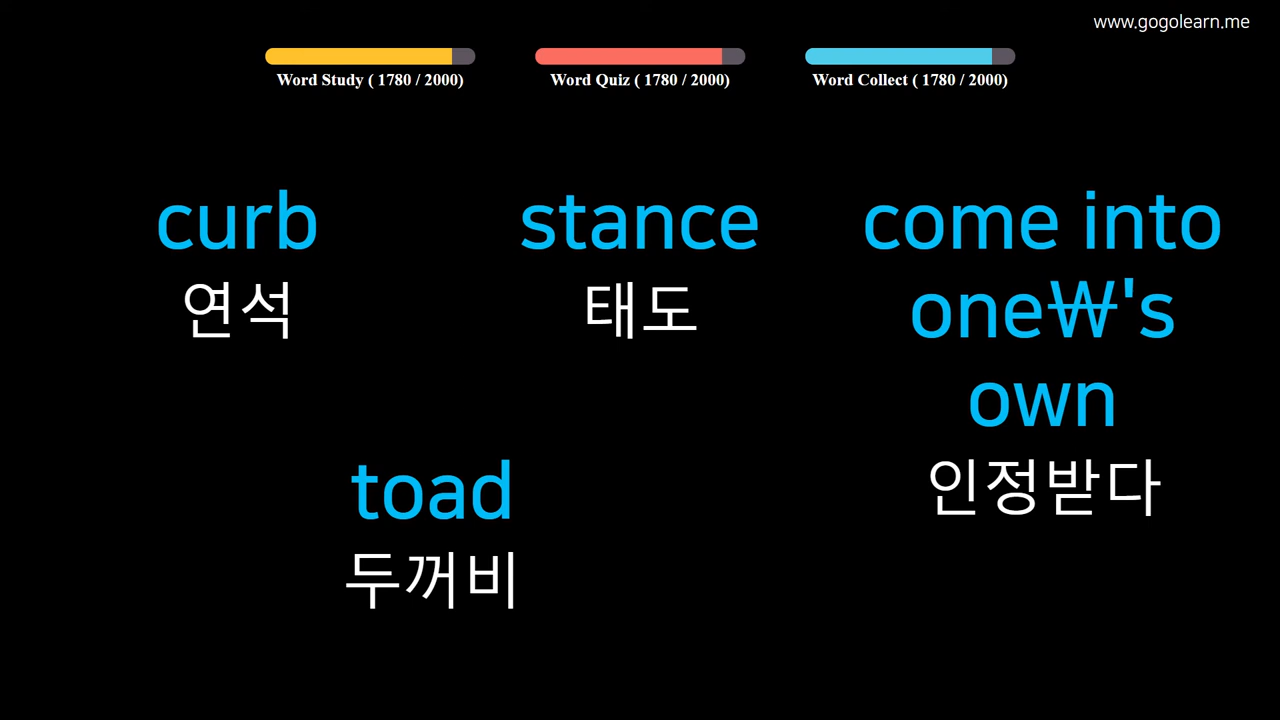 www.gogolearn.me
Word Study ( 1780 / 2000)
Word Quiz ( 1780 / 2000)
Word Collect ( 1780 / 2000)
curb
연석
stance
태도
come into
one₩'s
own
인정받다
toad
두꺼비